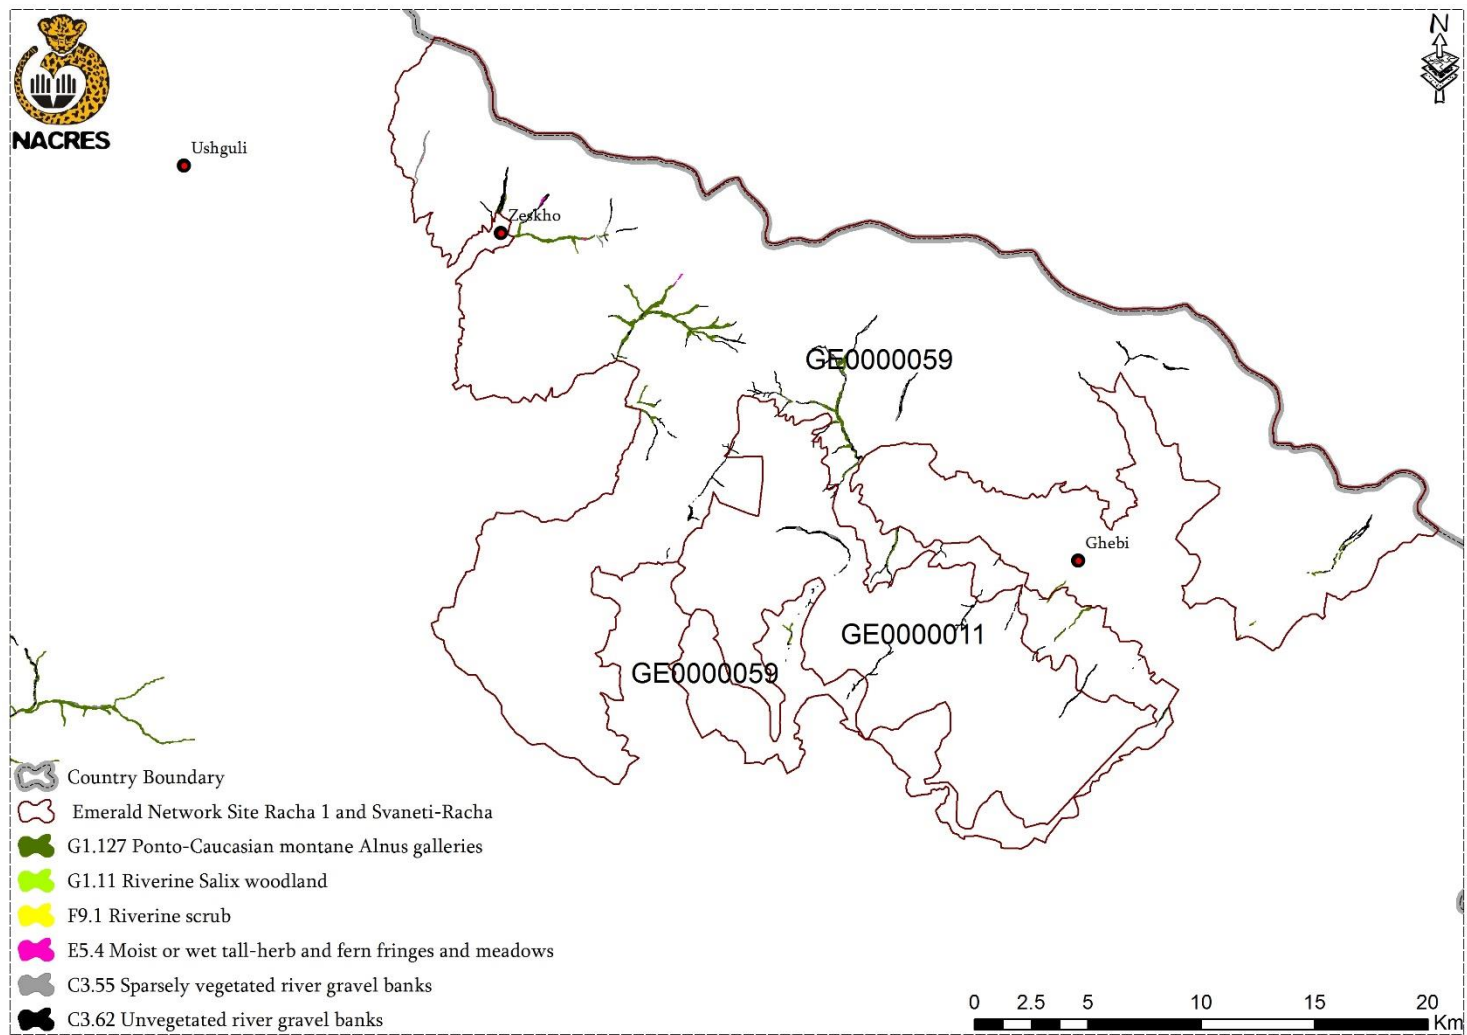 N
NACRES
Ushguli
Zeskho
GE0000059
Ghebi
GE0000011
GE0000059
Country Boundary
Emerald Network Site Racha 1 and Svaneti-Racha
G1.127 Ponto-Caucasian montane Alnus galleries
G1.11 Riverine Salix woodland
F9.1 Riverine scrub
E5.4 Moist or wet tall-herb and fern fringes and meadows
C3.55 Sparsely vegetated river gravel banks
C3.62 Unvegetated river gravel banks
0 2.5 5 10 15 20
Km